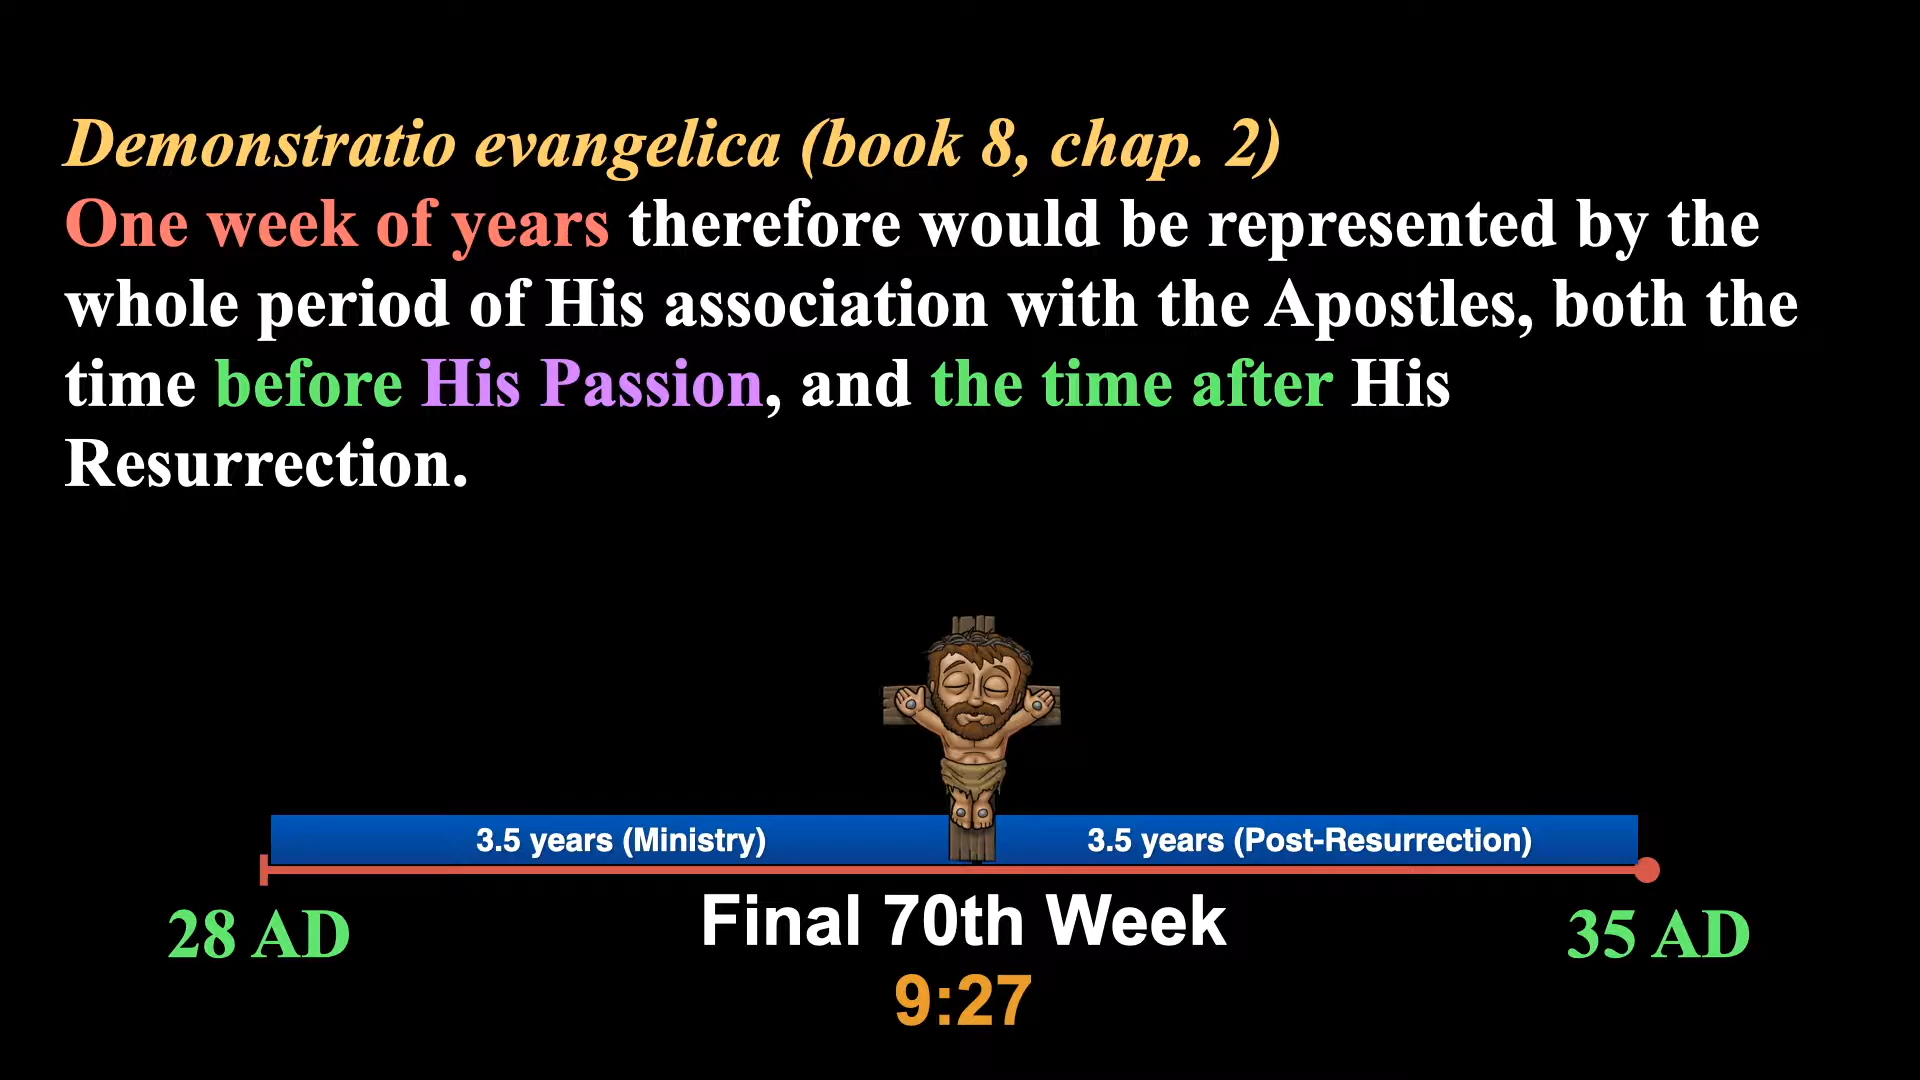 Demonstratio evangelica (book 8, chap. 2)
One week of years therefore would be represented by the
whole period of His association with the Apostles, both the
time before His Passion, and the time after His
Resurrection.
3.5 years (Ministry)
3.5 years (Post-Resurrection)
28 AD
Final 70th Week
35 AD
9:27